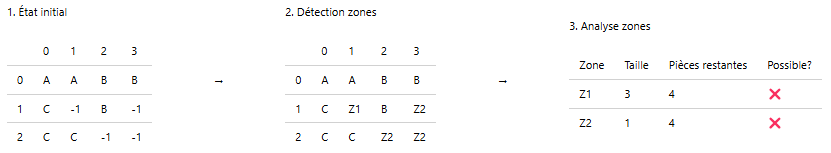 1. État initial
0 1 2 3
0 A A B B
1 C -1 B -1
2 C C -1 -1
→
2. Détection zones
0 1 2 3
0 A A B B
1 C Z1 B Z2
2 C C Z2 Z2
→
3. Analyse zones
Zone Taille Pièces restantes Possible?
Z1 3 4 ❌
Z2 1 4 ❌